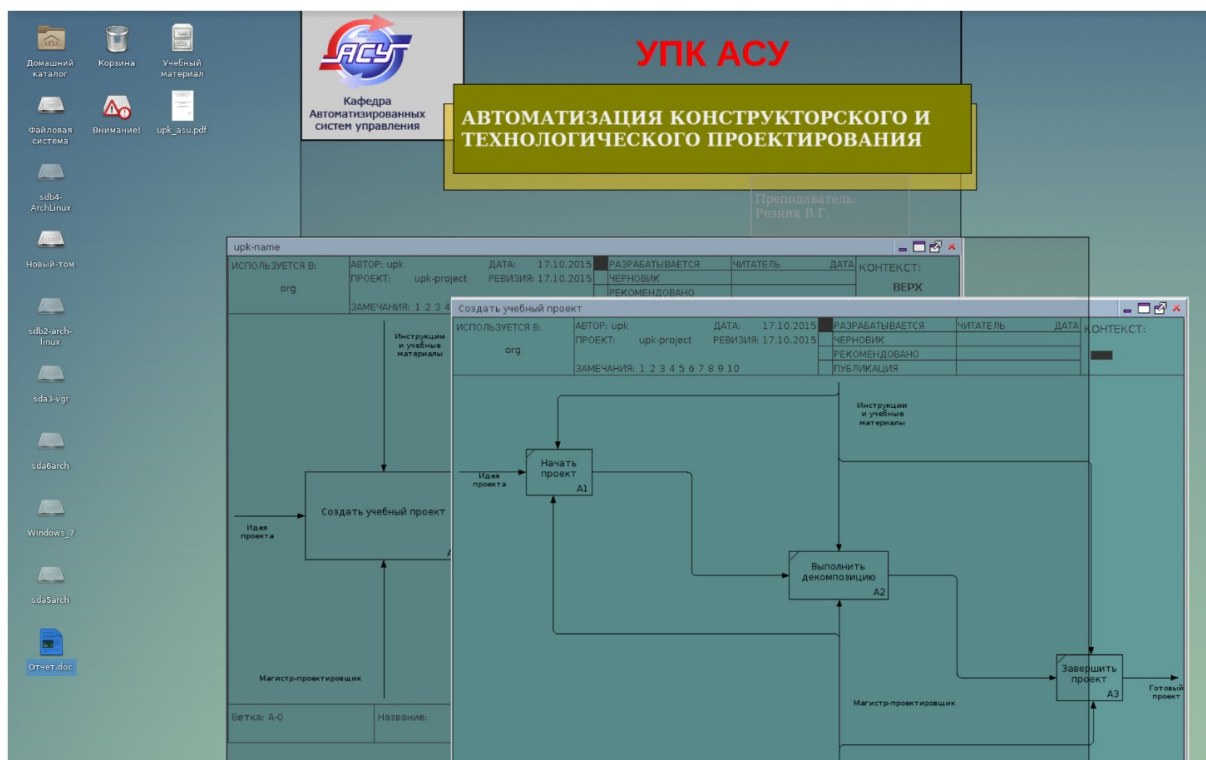 Домашний
каталог
Корзина
Учебный
материал
Файловая
система
Внимание!
upk_asu.pdf
sdb4-
ArchLinux
Новый-том
sdb2-arch-
linux
sda3-vgr
sda6arch
Windows_7
sda5arch
Отчет.doc
АСУ
Кафедра
Автоматизированных
систем управления
УПК АСУ
АВТОМАТИЗАЦИЯ КОНСТРУКТОРСКОГО И
ТЕХНОЛОГИЧЕСКОГО ПРОЕКТИРОВАНИЯ
Преподаватель:
Резник В.Г.
upk-name
ИСПОЛЬЗУЕТСЯ В:
org
АВТОР: upk
ДАТА: 17.10.2015
ПРОЕКТ: upk-project
РЕВИЗИЯ: 17.10.2015
ЗАМЕЧАНИЯ: 1 2 3 4
РАЗРАБАТЫВАЕТСЯ
ЧЕРНОВИК
РЕКОМЕНДОВАНО
ЧИТАТЕЛЬ
ДАТА
КОНТЕКСТ:
ВЕРХ
Инструкции
и учебные
материалы
Идея
проекта
Создать учебный проект
Магистр-проектировщик
Ветка: A-0
Название:
Создать учебный проект
ИСПОЛЬЗУЕТСЯ В:
org
АВТОР: upk
ДАТА: 17.10.2015
ПРОЕКТ: upk-project
РЕВИЗИЯ: 17.10.2015
ЗАМЕЧАНИЯ: 1 2 3 4 5 6 7 8 9 10
РАЗРАБАТЫВАЕТСЯ
ЧЕРНОВИК
РЕКОМЕНДОВАНО
ПУБЛИКАЦИЯ
ЧИТАТЕЛЬ
ДАТА
КОНТЕКСТ:
Инструкции
и учебные
материалы
Идея
проекта
Начать
проект
A1
Выполнить
декомпозицию
A2
Завершить
проект
A3
Готовый
проект
Магистр-проектировщик